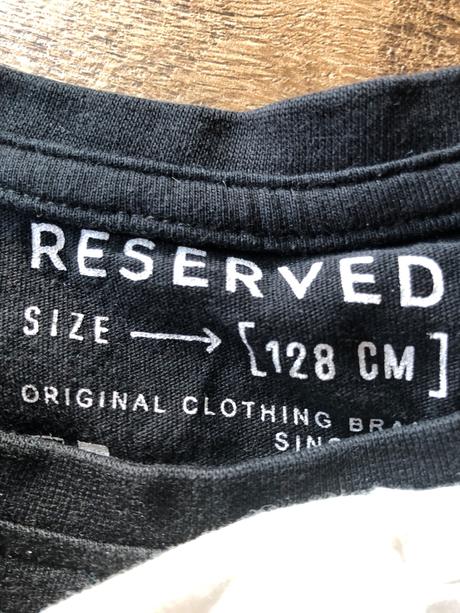 RESERVED
SIZE → [128 CM]
ORIGINAL CLOTHING